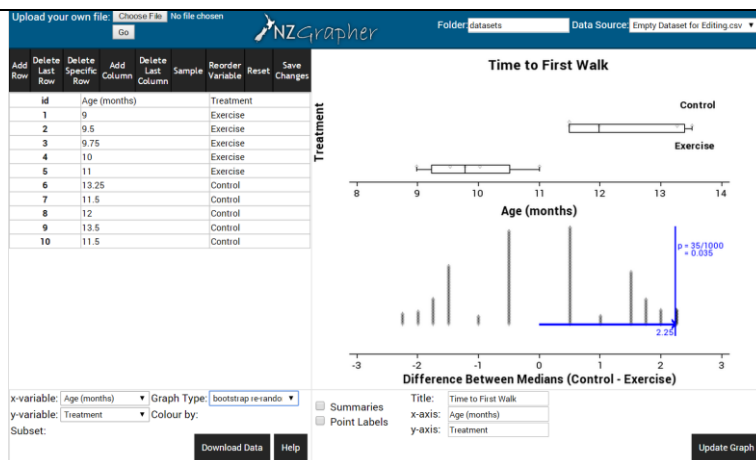 Upload your own file: Choose File No file chosen
Go
NZGrapher
Folder: datasets
Data Source: Empty Dataset for Editing.csv
Add Row
Delete Last Row
Delete Specific Row
Add Column
Delete Last Column
Sample
Reorder Variable
Reset
Save Changes
id Age (months) Treatment
1 9 Exercise
2 9.5 Exercise
3 9.75 Exercise
4 10 Exercise
5 11 Exercise
6 13.25 Control
7 11.5 Control
8 12 Control
9 13.5 Control
10 11.5 Control
Time to First Walk
Treatment
Control
Exercise
8 9 10 11 12 13 14
Age (months)
p = 35/1000
= 0.035
2.25
-3 -2 -1 0 1 2 3
Difference Between Medians (Control - Exercise)
x-variable: Age (months) Graph Type: bootstrap re-rando
y-variable: Treatment Colour by:
Subset:
Download Data Help
Summaries
Point Labels
Title: Time to First Walk
x-axis: Age (months)
y-axis: Treatment
Update Graph